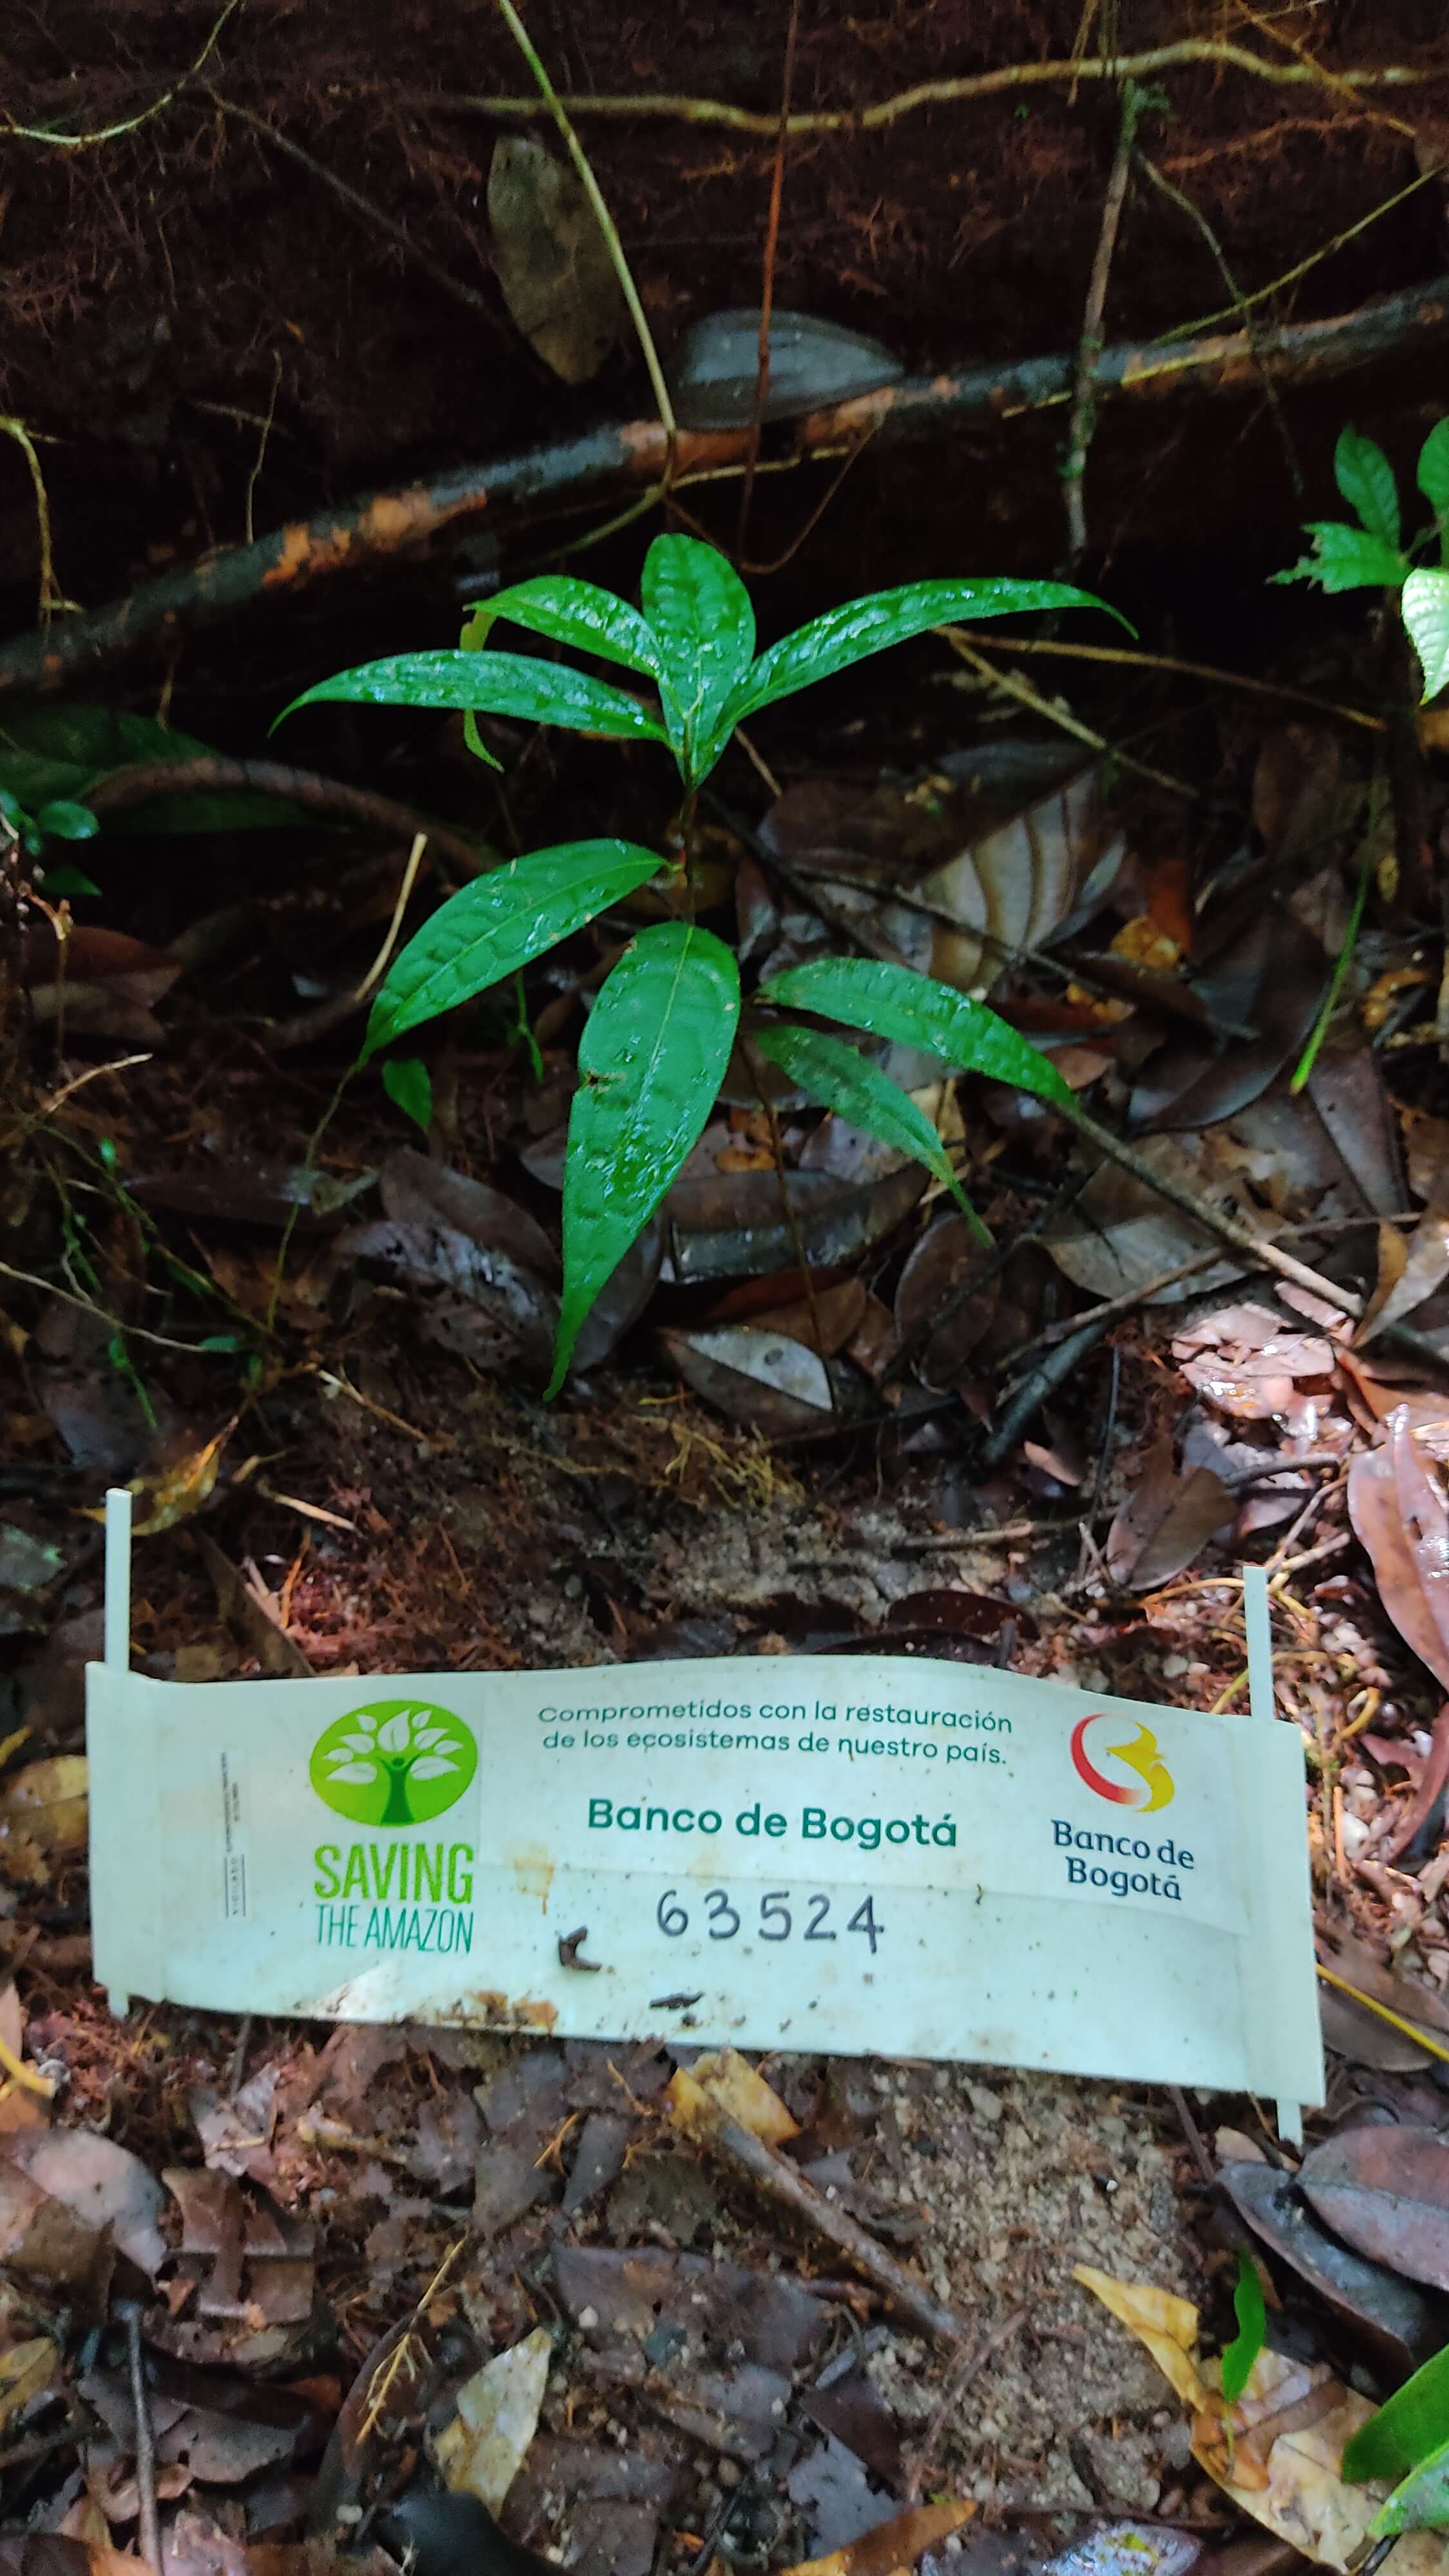 Comprometidos con la restauración
de los ecosistemas de nuestro país.
Banco de Bogotá
63524
SAVING
THE AMAZON
Banco de
Bogotá